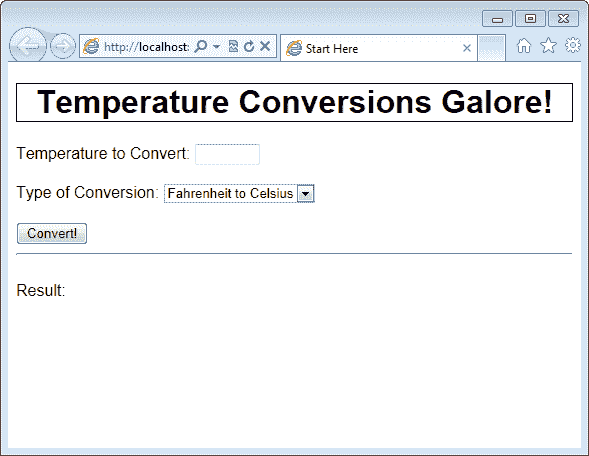 http://localhost:
Start Here
Temperature Conversions Galore!
Temperature to Convert:
Type of Conversion: Fahrenheit to Celsius
Convert!
Result: